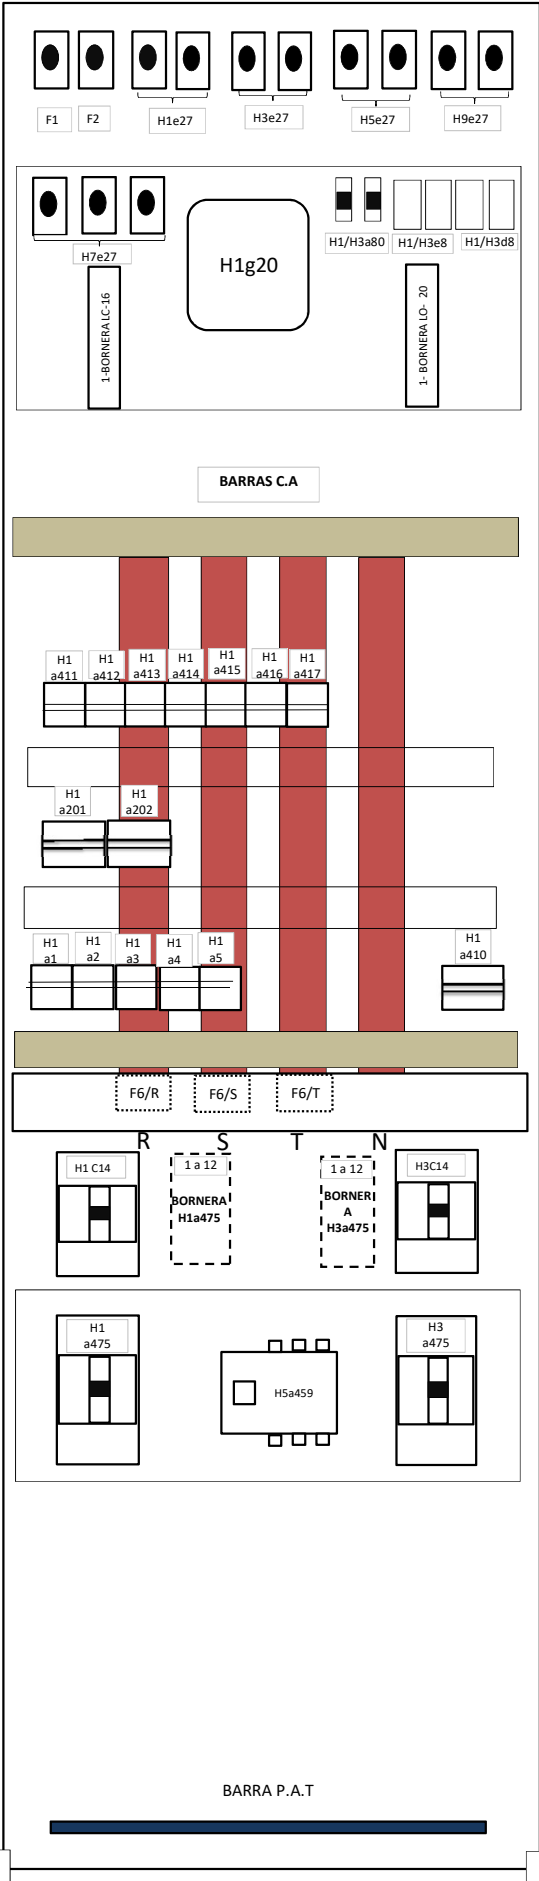 F1
F2
H1e27
H3e27
H5e27
H9e27
H7e27
H1g20
H1/H3a80
H1/H3e8
H1/H3d8
1-BORNERA LC-16
1- BORNERA LO- 20
BARRAS C.A
H1
a411
H1
a412
H1
a413
H1
a414
H1
a415
H1
a416
H1
a417
H1
a201
H1
a202
H1
a1
H1
a2
H1
a3
H1
a4
H1
a5
H1
a410
F6/R
F6/S
F6/T
R
S
T
N
H1 C14
1 a 12
BORNERA
H1a475
1 a 12
BORNER
A
H3a475
H3C14
H1
a475
H5a459
H3
a475
BARRA P.A.T